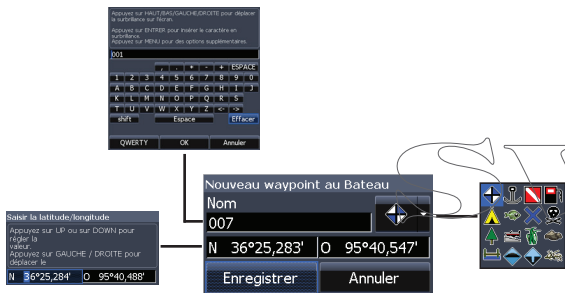 Appuyez sur HAUT/BAS/GAUCHE/DROITE pour déplacer
la surbrillance sur l'écran.
Appuyez sur ENTRER pour insérer le caractère en
surbrillance.
Appuyez sur MENU pour des options supplémentaires.
001
, . * - + ESPACE
1 2 3 4 5 6 7 8 9 0
A B C D E F G H I J
K L M N O P Q R S
T U V W X Y Z <- ->
shift Espace Effacer
QWERTY OK Annuler
Nouveau waypoint au Bateau
Nom
007
N 36°25,283' O 95°40,547'
Enregistrer Annuler
Saisir la latitude/longitude
Appuyez sur UP ou sur DOWN pour
régler la
valeur.
Appuyez sur GAUCHE / DROITE pour
déplacer le
N 36°25,284' O 95°40,488'